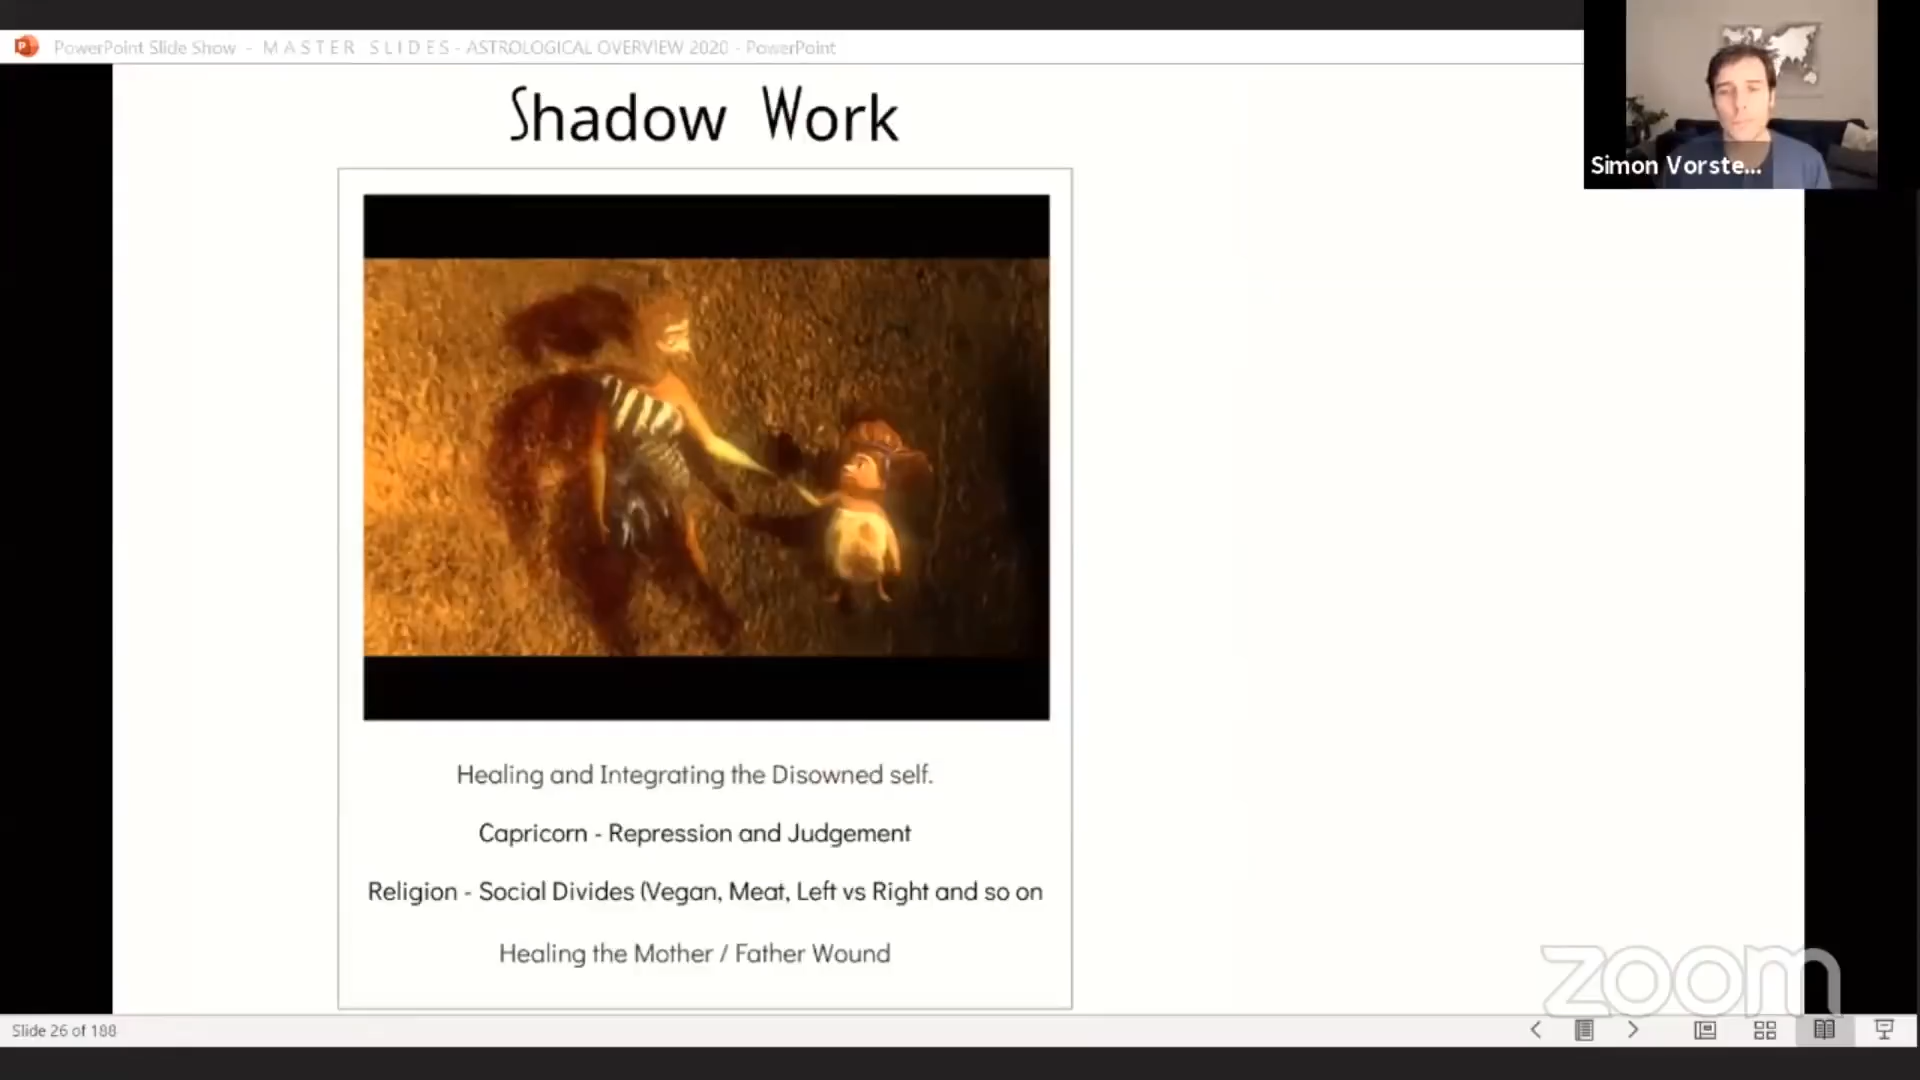 PowerPoint Slide Show - M A S T E R S L I D E S - ASTROLOGICAL OVERVIEW 2020 - PowerPoint
Simon Vorste...
Shadow Work
Healing and Integrating the Disowned self.
Capricorn - Repression and Judgement
Religion - Social Divides (Vegan, Meat, Left vs Right and so on
Healing the Mother / Father Wound
zoom
Slide 26 of 188